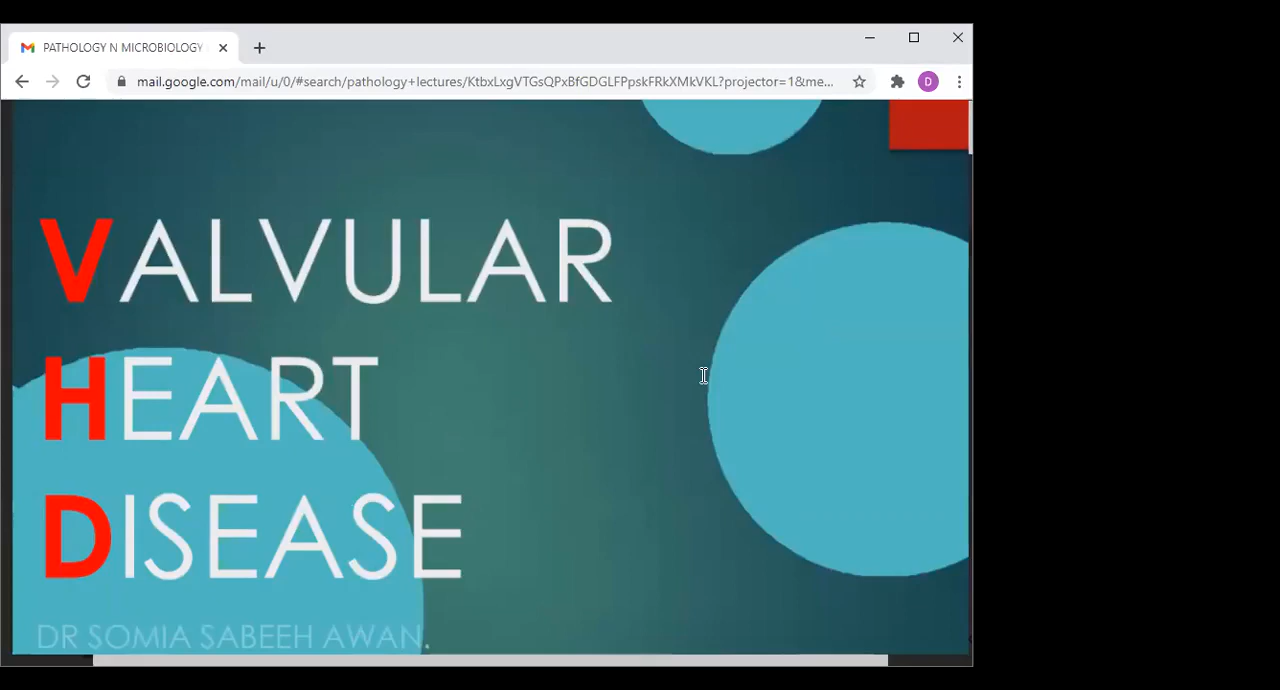 PATHOLOGY N MICROBIOLOGY
mail.google.com/mail/u/0/#search/pathology+lectures/KtbxLxgVTGsQPxBfGDGLFPpskFRkXMkVKL?projector=1&me...
D
VALVULAR
HEART
DISEASE
DR SOMIA SABEEH AWAN.